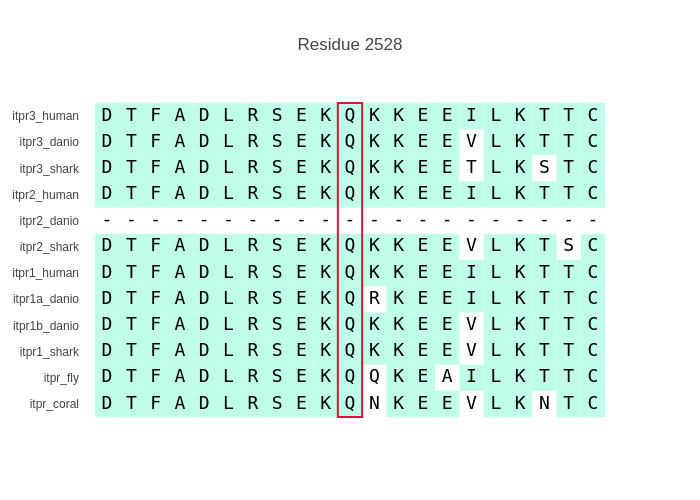 Residue 2528
itpr3_human D T F A D L R S E K Q K K E E I L K T T C
itpr3_danio D T F A D L R S E K Q K K E E V L K T T C
itpr3_shark D T F A D L R S E K Q K K E E T L K S T C
itpr2_human D T F A D L R S E K Q K K E E I L K T T C
itpr2_danio - - - - - - - - - - - - - - - - - - - - -
itpr2_shark D T F A D L R S E K Q K K E E V L K T S C
itpr1_human D T F A D L R S E K Q K K E E I L K T T C
itpr1a_danio D T F A D L R S E K Q R K E E I L K T T C
itpr1b_danio D T F A D L R S E K Q K K E E V L K T T C
itpr1_shark D T F A D L R S E K Q K K E E V L K T T C
itpr_fly D T F A D L R S E K Q Q K E A I L K T T C
itpr_coral D T F A D L R S E K Q N K E E V L K N T C